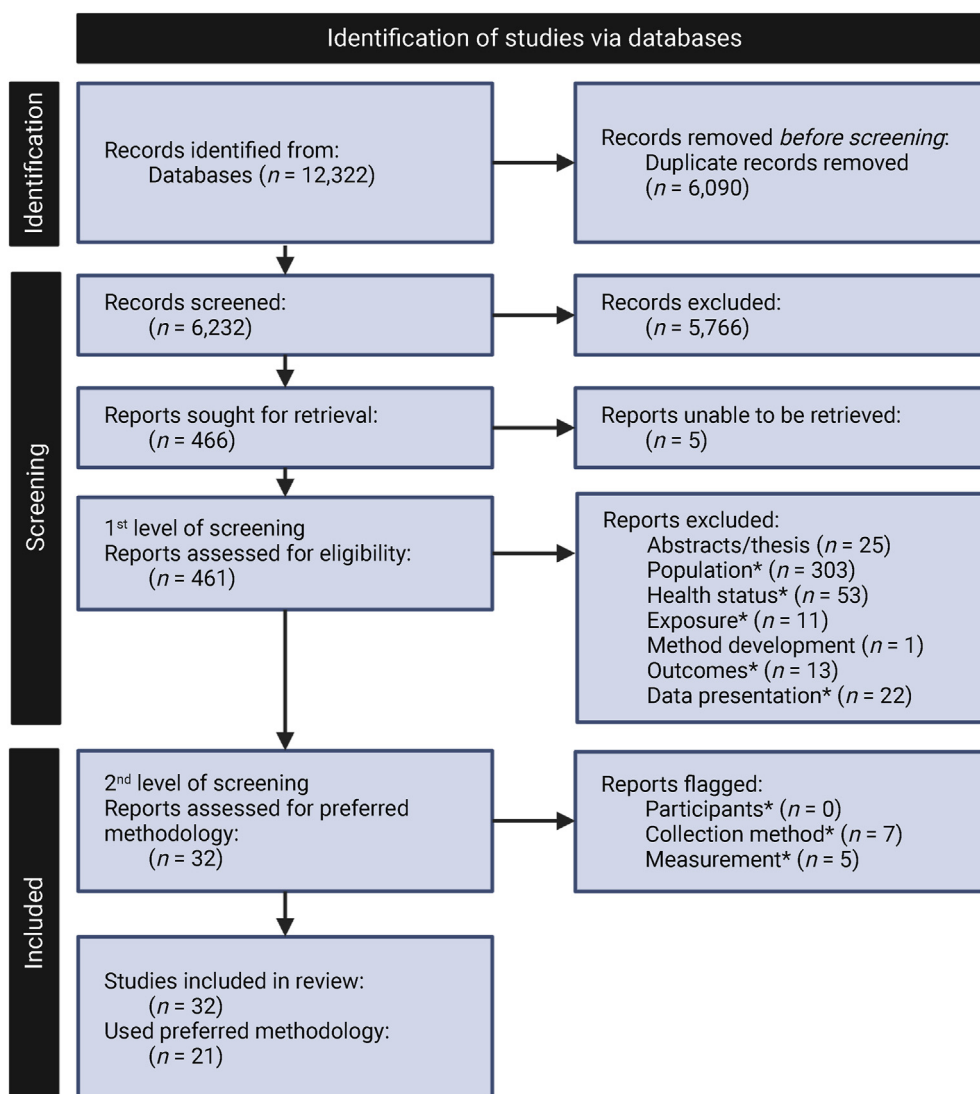 Identification of studies via databases
Identification
Records identified from:
Databases (n = 12,322)
Records removed before screening:
Duplicate records removed
(n = 6,090)
Screening
Records screened:
(n = 6,232)
Records excluded:
(n = 5,766)
Reports sought for retrieval:
(n = 466)
Reports unable to be retrieved:
(n = 5)
1st level of screening
Reports assessed for eligibility:
(n = 461)
Reports excluded:
Abstracts/thesis (n = 25)
Population* (n = 303)
Health status* (n = 53)
Exposure* (n = 11)
Method development (n = 1)
Outcomes* (n = 13)
Data presentation* (n = 22)
Included
2nd level of screening
Reports assessed for preferred
methodology:
(n = 32)
Reports flagged:
Participants* (n = 0)
Collection method* (n = 7)
Measurement* (n = 5)
Studies included in review:
(n = 32)
Used preferred methodology:
(n = 21)